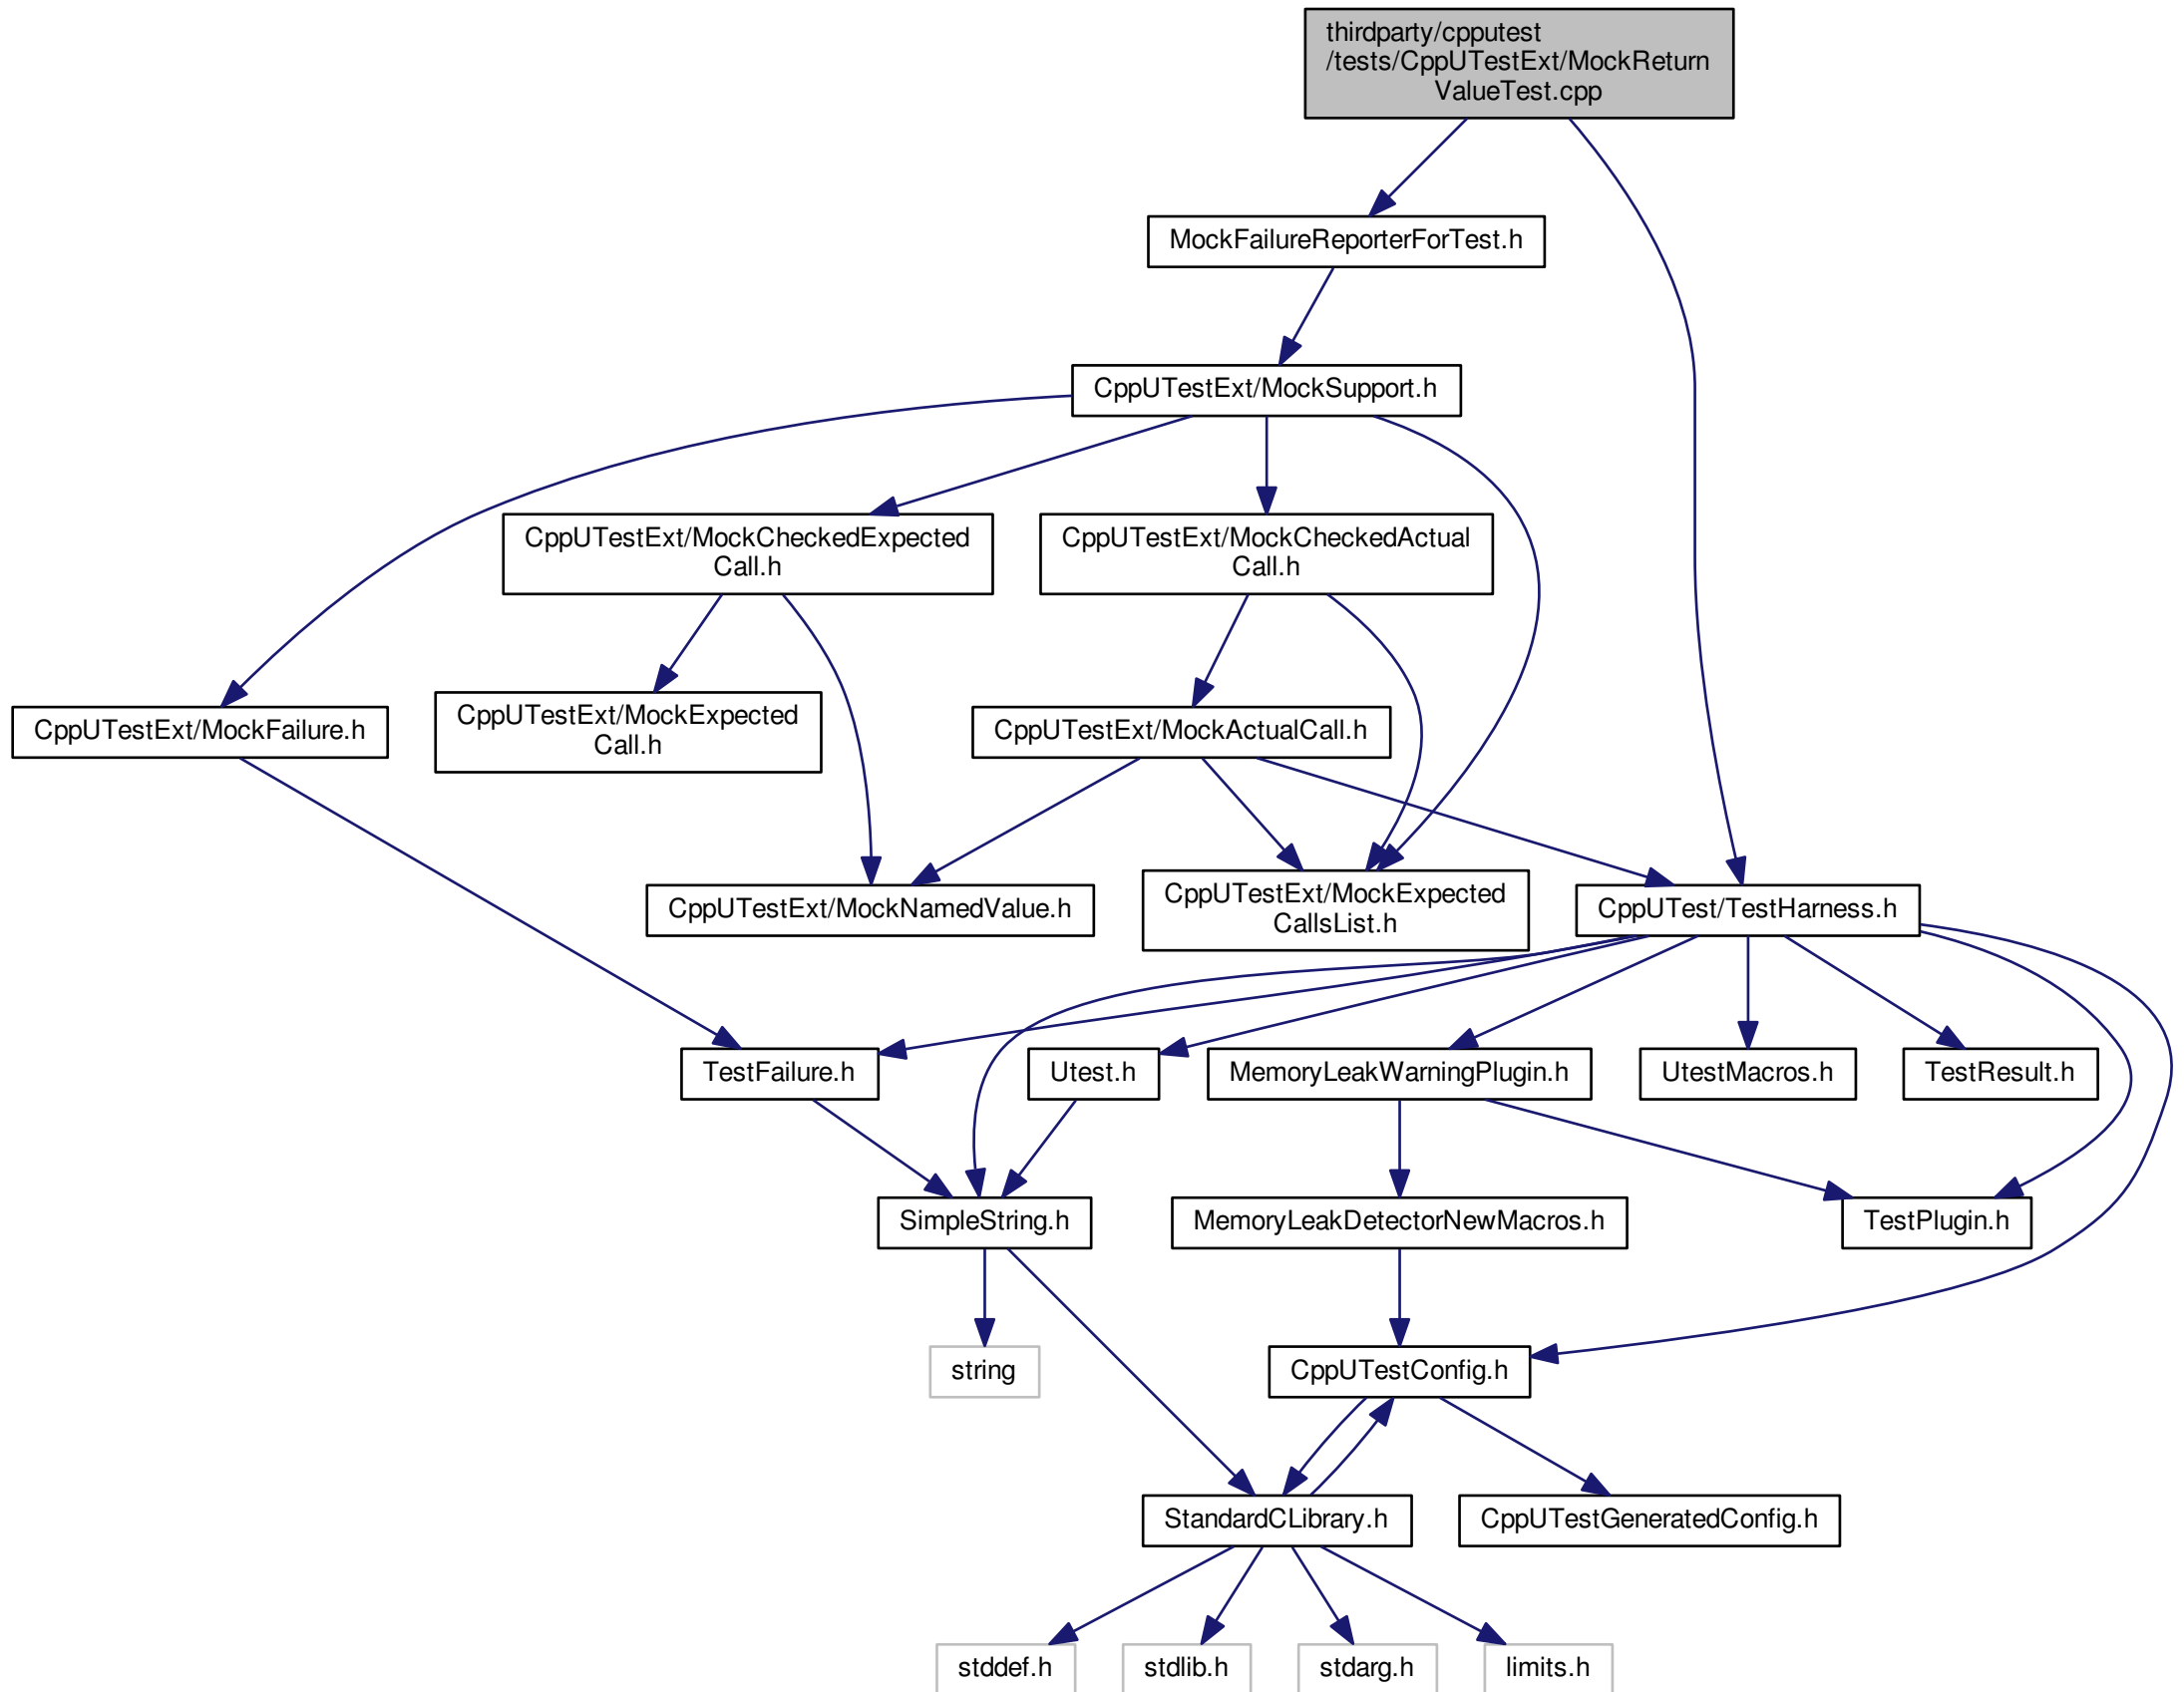 thirdparty/cpputest
/tests/CppUTestExt/MockReturn
ValueTest.cpp
MockFailureReporterForTest.h
CppUTestExt/MockSupport.h
CppUTestExt/MockCheckedExpected
Call.h
CppUTestExt/MockCheckedActual
Call.h
CppUTestExt/MockFailure.h
CppUTestExt/MockExpected
Call.h
CppUTestExt/MockActualCall.h
CppUTestExt/MockNamedValue.h
CppUTestExt/MockExpected
CallsList.h
CppUTest/TestHarness.h
TestFailure.h
Utest.h
MemoryLeakWarningPlugin.h
UtestMacros.h
TestResult.h
SimpleString.h
MemoryLeakDetectorNewMacros.h
TestPlugin.h
string
CppUTestConfig.h
StandardCLibrary.h
CppUTestGeneratedConfig.h
stddef.h
stdlib.h
stdarg.h
limits.h